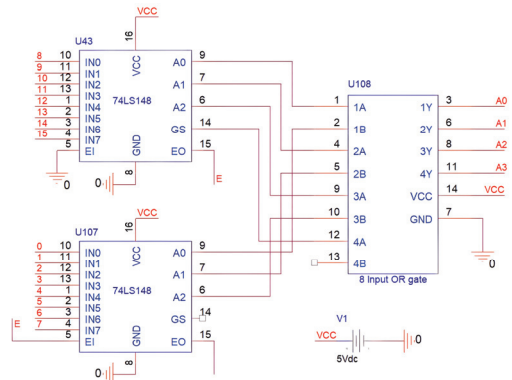 VCC
U43
16
8 10 IN0 VCC A0 9
9 11 IN1
10 12 IN2 A1 7
11 13 IN3
12 1 IN4 74LS148 A2 6
13 2 IN5
14 3 IN6 GS 14
15 4 IN7
5 EI GND EO 15
0
8
0
E
U108
1 1A 1Y 3 A0
2 1B 2Y 6 A1
4 2A 3Y 8 A2
5 2B 4Y 11 A3
9 3A VCC 14 VCC
10 3B GND 7
12 4A
13 4B
0
8 Input OR gate
VCC
U107
16
0 10 IN0 VCC A0 9
1 11 IN1
2 12 IN2 A1 7
3 13 IN3
4 1 IN4 74LS148 A2 6
5 2 IN5
6 3 IN6 GS 14
7 4 IN7
E
5 EI GND EO 15
8
0
V1
VCC
0
5Vdc